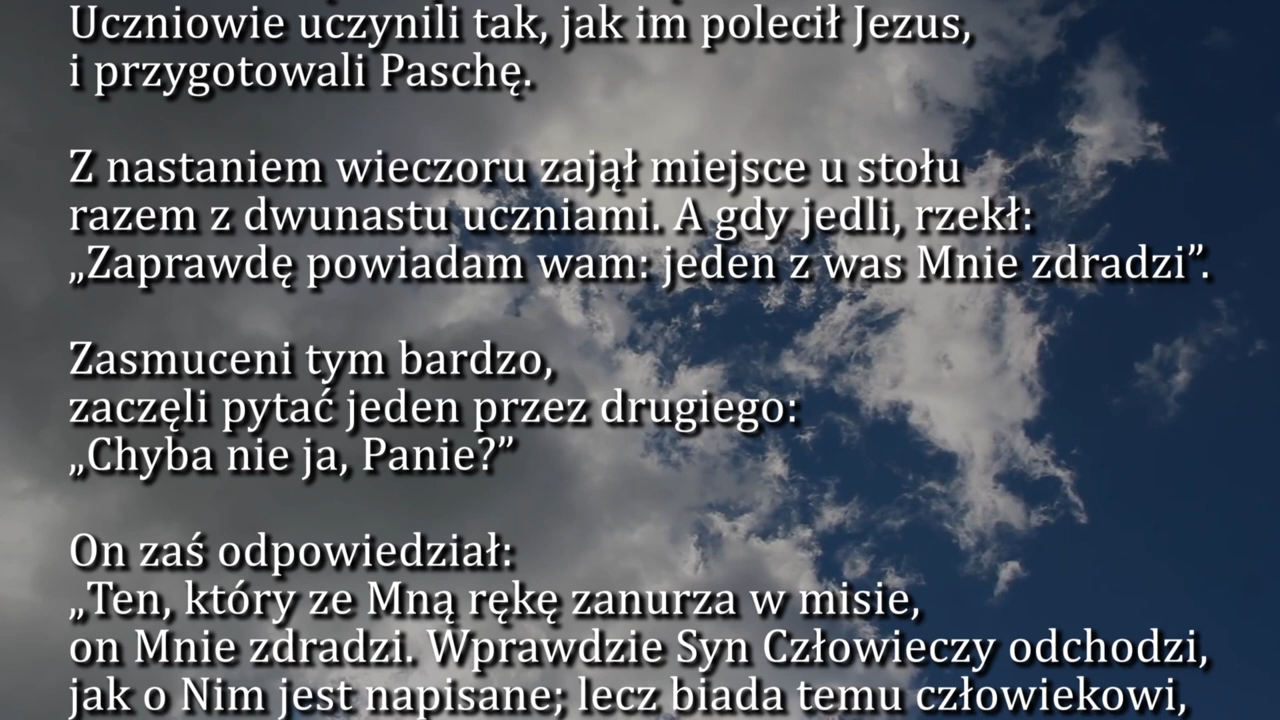 Uczniowie uczynili tak, jak im polecił Jezus,
i przygotowali Paschę.
Z nastaniem wieczoru zajął miejsce u stołu
razem z dwunastu uczniami. A gdy jedli, rzekł:
„Zaprawdę powiadam wam: jeden z was Mnie zdradzi”.
Zasmuceni tym bardzo,
zaczęli pytać jeden przez drugiego:
„Chyba nie ja, Panie?”
On zaś odpowiedział:
„Ten, który ze Mną rękę zanurza w misie,
on Mnie zdradzi. Wprawdzie Syn Człowieczy odchodzi,
jak o Nim jest napisane; lecz biada temu człowiekowi,